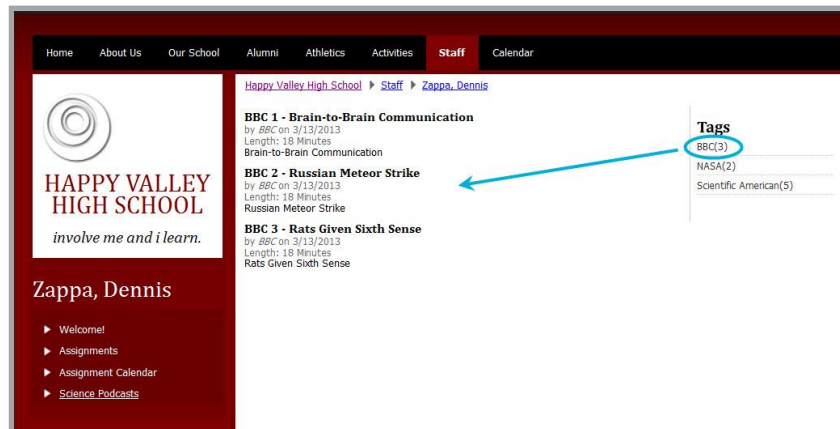 Home About Us Our School Alumni Athletics Activities Staff Calendar
HAPPY VALLEY
HIGH SCHOOL
involve me and i learn.
Zappa, Dennis
Welcome!
Assignments
Assignment Calendar
Science Podcasts
Happy Valley High School Staff Zappa, Dennis
BBC 1 - Brain-to-Brain Communication
by BBC on 3/13/2013
Length: 18 Minutes
Brain-to-Brain Communication
BBC 2 - Russian Meteor Strike
by BBC on 3/13/2013
Length: 18 Minutes
Russian Meteor Strike
BBC 3 - Rats Given Sixth Sense
by BBC on 3/13/2013
Length: 18 Minutes
Rats Given Sixth Sense
Tags
BBC(3)
NASA(2)
Scientific American(5)